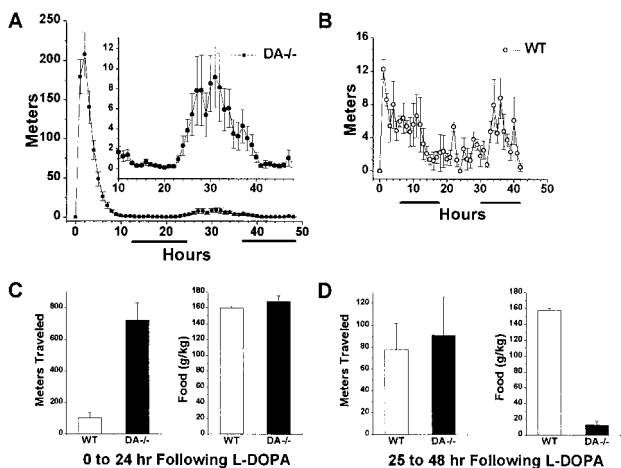 A
DA-/-
Meters
250
200
150
100
50
0
12
10
8
6
4
2
0
10 20 30 40
0 10 20 30 40 50
Hours
B
WT
Meters
16
12
8
4
0
0 10 20 30 40 50
Hours
C
Meters Traveled
800
600
400
200
0
WT DA-/-
Food (g/kg)
180
160
140
120
100
80
60
40
20
0
WT DA-/-
0 to 24 hr Following L-DOPA
D
Meters Traveled
120
100
80
60
40
20
0
WT DA-/-
Food (g/kg)
180
160
140
120
100
80
60
40
20
0
WT DA-/-
25 to 48 hr Following L-DOPA